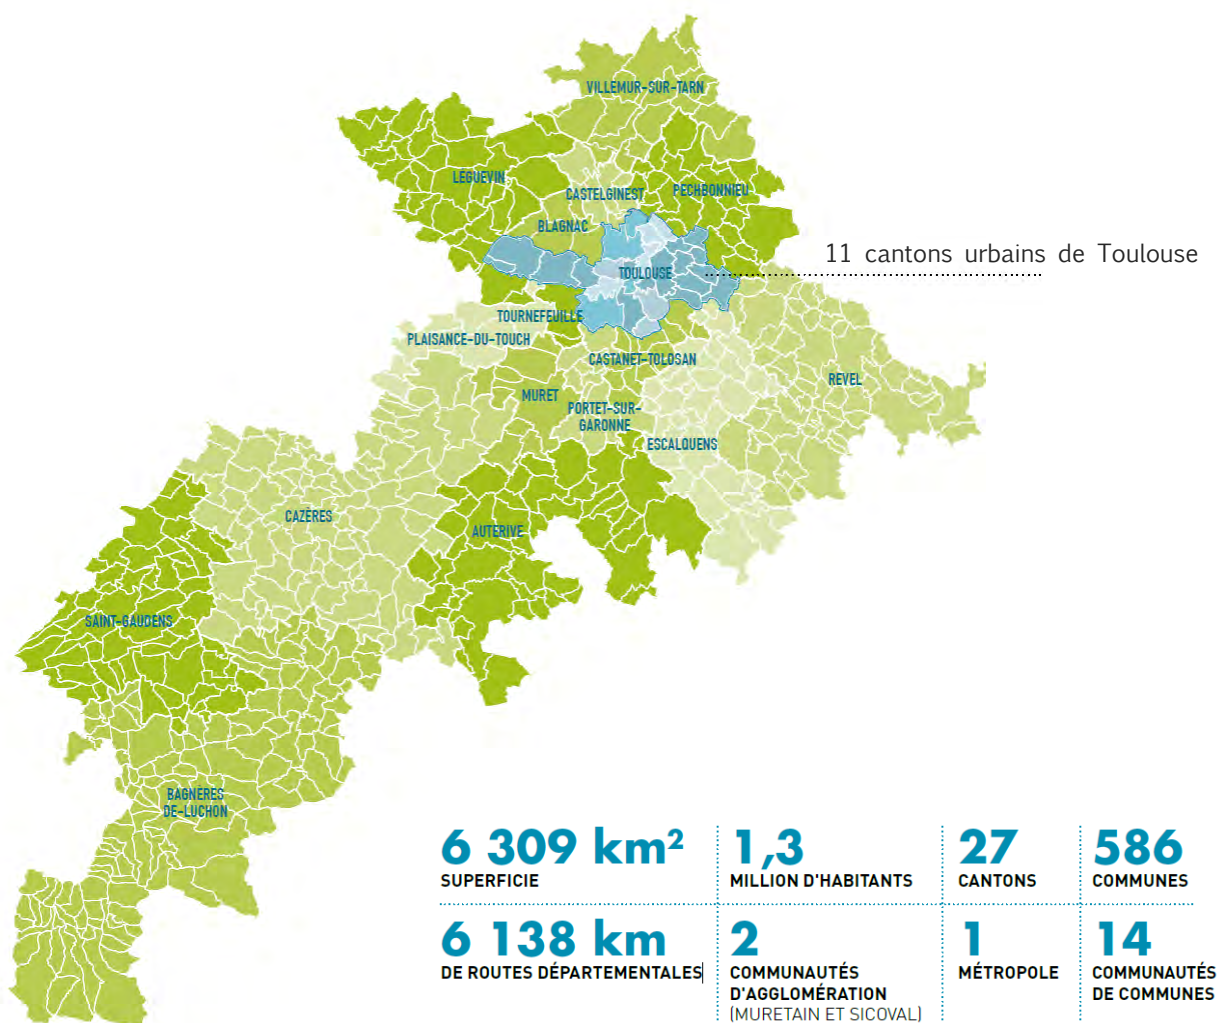 VILLEMUR-SUR-TARN
LÉGUEVIN
CASTELGINEST
PECHBONNIEU
BLAGNAC
11 cantons urbains de Toulouse
TOULOUSE
TOURNEFEUILLE
PLAISANCE-DU-TOUCH
CASTANET-TOLOSAN
REVEL
MURET
PORTET-SUR-
GARONNE
ESCALQUENS
CAZÈRES
AUTERIVE
SAINT-GAUDENS
BAGNÈRES
DE-LUCHON
6 309 km²
SUPERFICIE
1,3
MILLION D'HABITANTS
27
CANTONS
586
COMMUNES
6 138 km
DE ROUTES DÉPARTEMENTALES
2
COMMUNAUTÉS
D'AGGLOMÉRATION
(MURETAIN ET SICOVAL)
1
MÉTROPOLE
14
COMMUNAUTÉS
DE COMMUNES